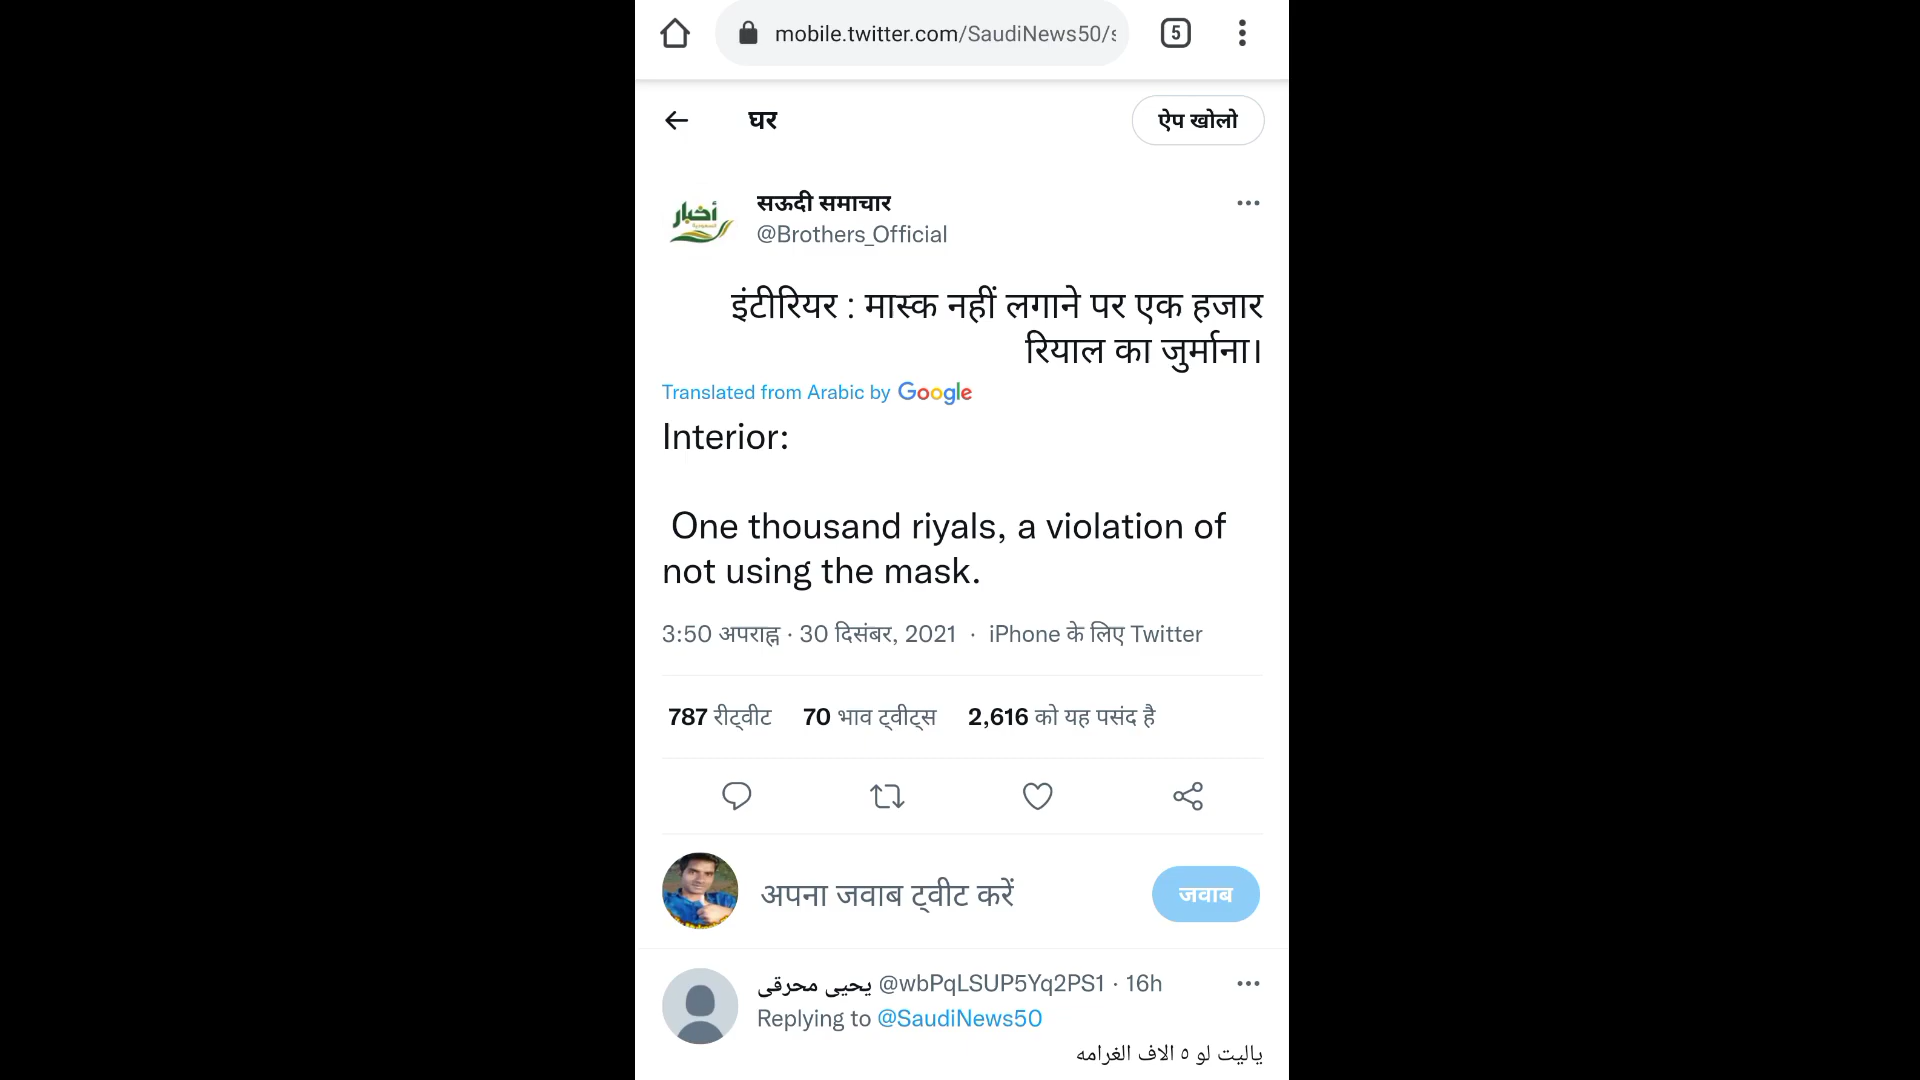 mobile.twitter.com/SaudiNews50/s
5
घर
ऐप खोलो
أخبار
सऊदी समाचार
@Brothers_Official
इंटीरियर : मास्क नहीं लगाने पर एक हजार
रियाल का जुर्माना।
Translated from Arabic by Google
Interior:
One thousand riyals, a violation of
not using the mask.
3:50 अपराह्न · 30 दिसंबर, 2021 · iPhone के लिए Twitter
787 रीट्वीट 70 भाव ट्वीट्स 2,616 को यह पसंद है
अपना जवाब ट्वीट करें
जवाब
يحيى محرقى @wbPqLSUP5Yq2PS1 · 16h
Replying to @SaudiNews50
ياليت لو ٥ الاف الغرامه